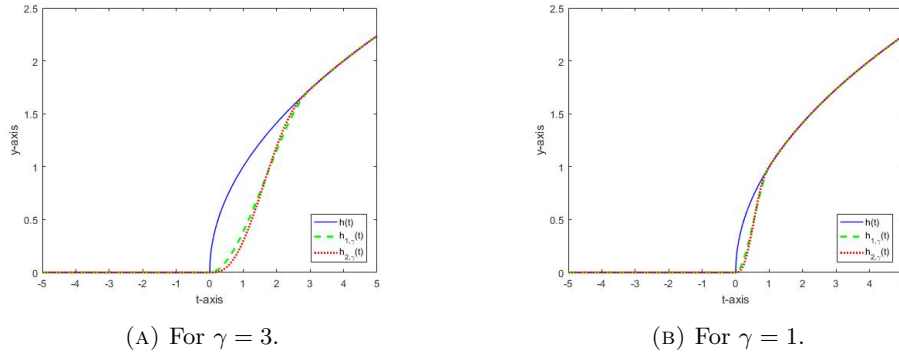 2.5
2
1.5
1
0.5
0
y-axis
-5 -4 -3 -2 -1 0 1 2 3 4 5
t-axis
h(t)
h1,γ(t)
h2,γ(t)
(A) For γ = 3.
2.5
2
1.5
1
0.5
0
y-axis
-5 -4 -3 -2 -1 0 1 2 3 4 5
t-axis
h(t)
h1,γ(t)
h2,γ(t)
(B) For γ = 1.